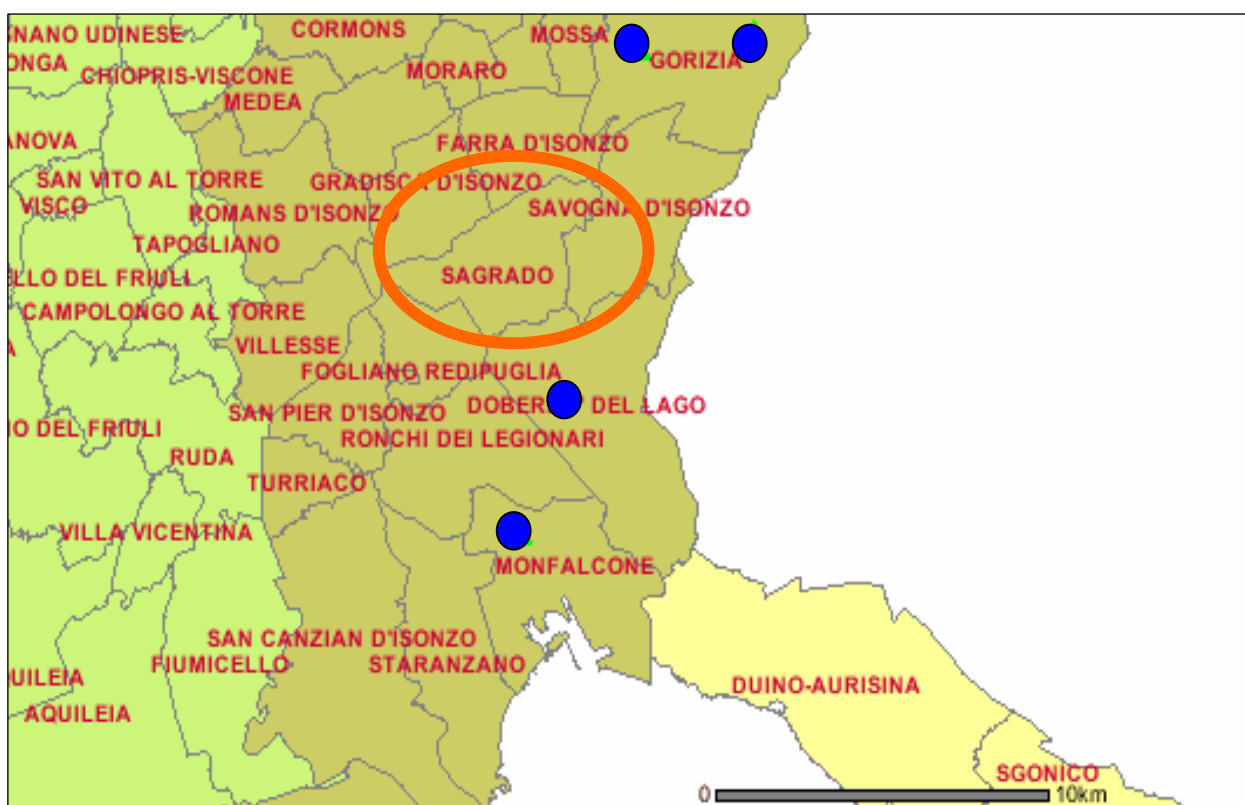 GNANO UDINESE
CORMONS
MOSSA
GORIZIA
ONGA
CHIOPRIS-VISCONE
MORARO
MEDEA
ANOVA
FARRA D'ISONZO
SAN VITO AL TORRE
GRADISCA D'ISONZO
VISCO
ROMANS D'ISONZO
SAVOGNA D'ISONZO
TAPOGLIANO
LLO DEL FRIULI
SAGRADO
CAMPOLONGO AL TORRE
VILLESSE
FOGLIANO REDIPUGLIA
SAN PIER D'ISONZO
DOBER DEL LAGO
IO DEL FRIULI
RONCHI DEI LEGIONARI
RUDA
TURRIACO
VILLA VICENTINA
MONFALCONE
SAN CANZIAN D'ISONZO
FIUMICELLO
STARANZANO
UILEIA
DUINO-AURISINA
AQUILEIA
SGONICO
0 10km